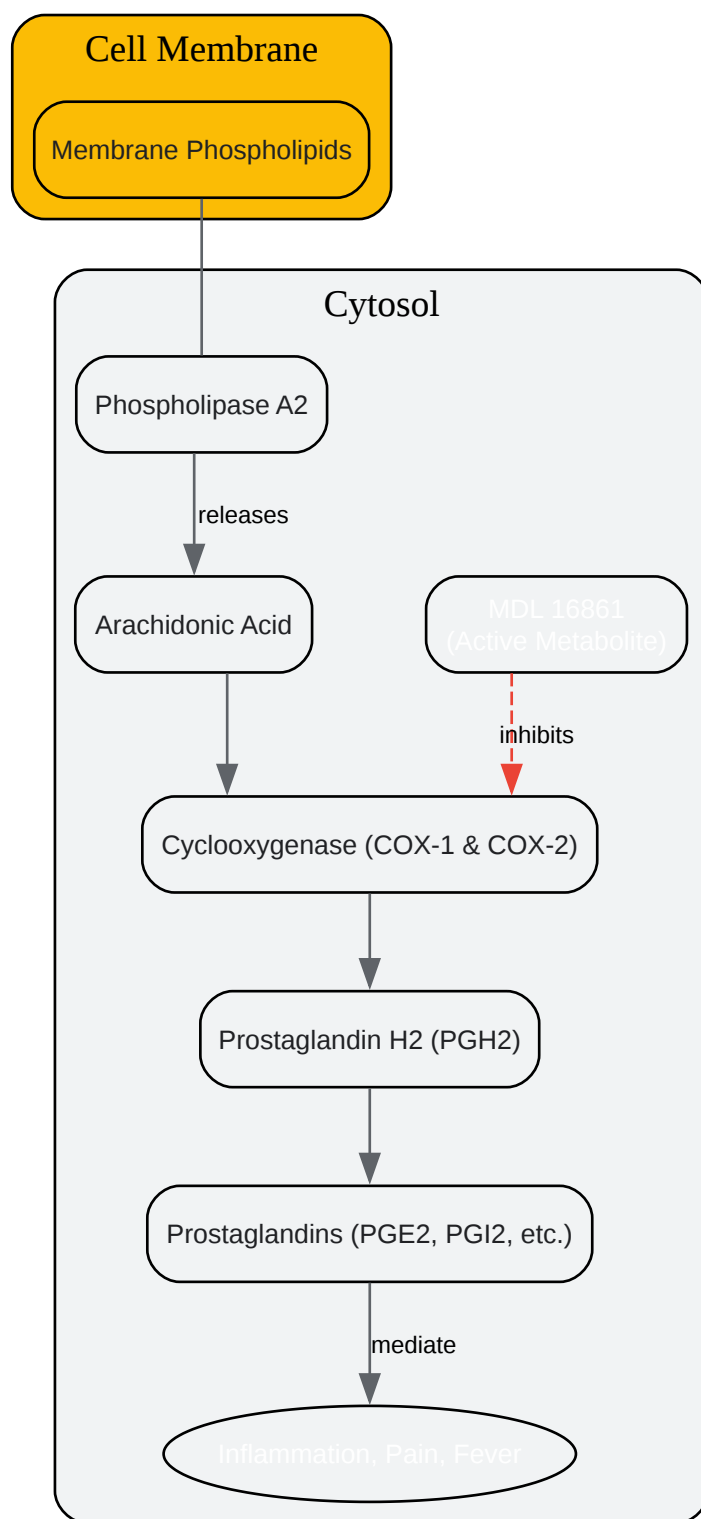 Cell Membrane
Membrane Phospholipids
Cytosol
Phospholipase A2
releases
Arachidonic Acid
MDL 16861
(Active Metabolite)
inhibits
Cyclooxygenase (COX-1 & COX-2)
Prostaglandin H2 (PGH2)
Prostaglandins (PGE2, PGI2, etc.)
mediate
Inflammation, Pain, Fever